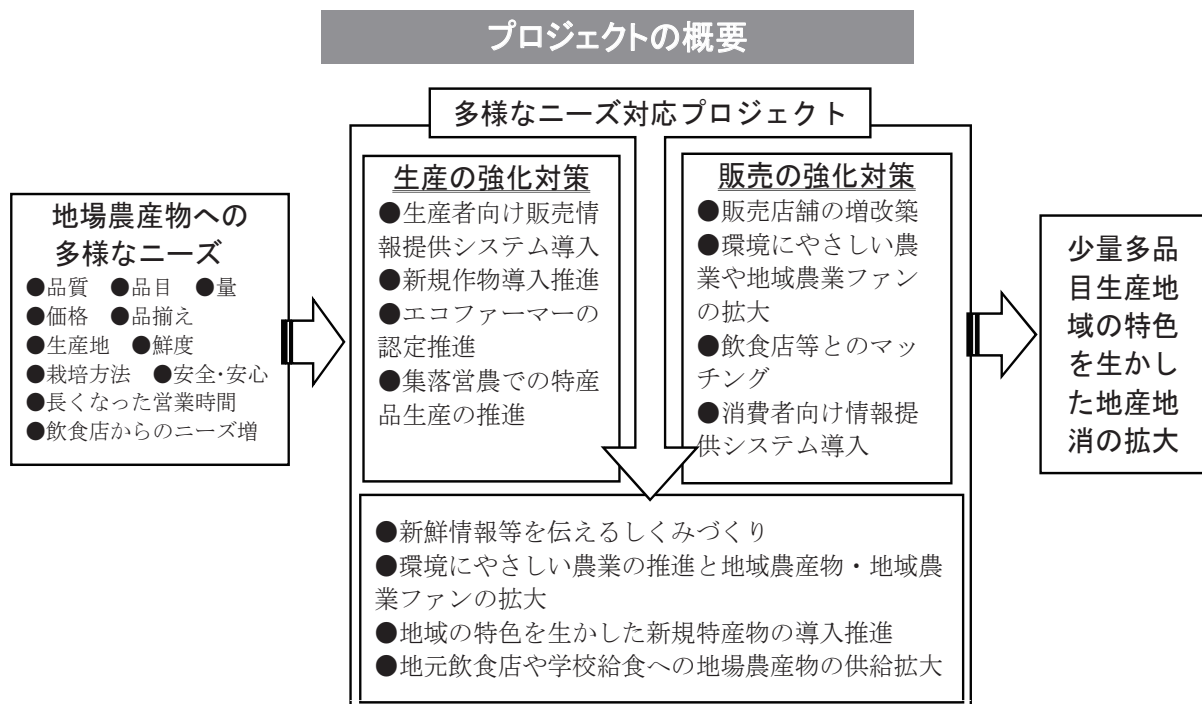 プロジェクトの概要
多様なニーズ対応プロジェクト
地場農産物への
多様なニーズ
●品質　●品目　●量
●価格　●品揃え
●生産地　●鮮度
●栽培方法　●安全･安心
●長くなった営業時間
●飲食店からのニーズ増
生産の強化対策
●生産者向け販売情
報提供システム導入
●新規作物導入推進
●エコファーマーの
認定推進
●集落営農での特産
品生産の推進
販売の強化対策
●販売店舗の増改築
●環境にやさしい農
業や地域農業ファン
の拡大
●飲食店等とのマッ
チング
●消費者向け情報提
供システム導入
●新鮮情報等を伝えるしくみづくり
●環境にやさしい農業の推進と地域農産物・地域農
業ファンの拡大
●地域の特色を生かした新規特産物の導入推進
●地元飲食店や学校給食への地場農産物の供給拡大
少量多品
目生産地
域の特色
を生かし
た地産地
消の拡大